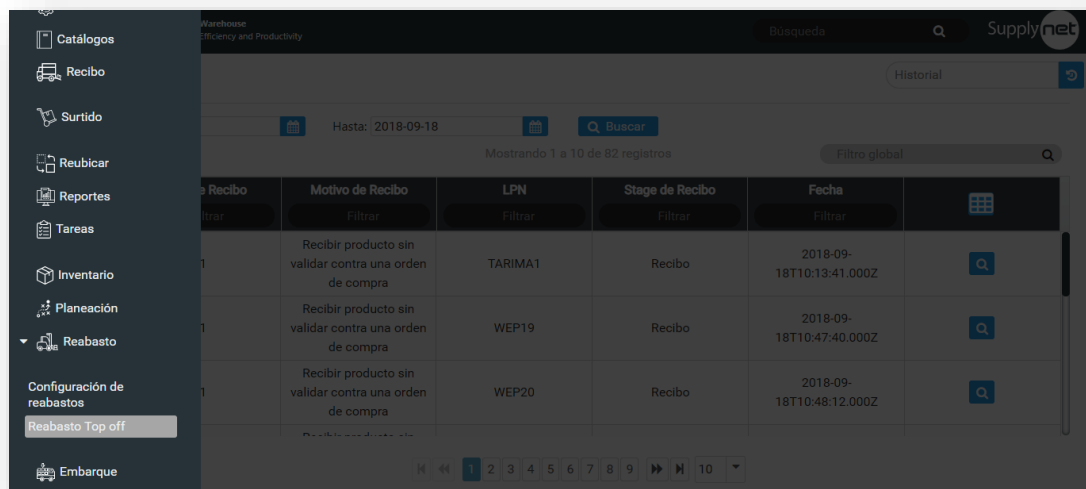 Catálogos
Recibo
Surtido
Reubicar
Reportes
Tareas
Inventario
Planeación
Reabasto
Configuración de
reabastos
Reabasto Top off
Embarque
Warehouse
Efficiency and Productivity
Búsqueda
Supplynet
Historial
Hasta: 2018-09-18
Buscar
Mostrando 1 a 10 de 82 registros
Filtro global
e Recibo
Motivo de Recibo
LPN
Stage de Recibo
Fecha
ltrar
Filtrar
Filtrar
Filtrar
Filtrar
1
Recibir producto sin
validar contra una orden
de compra
TARIMA1
Recibo
2018-09-
18T10:13:41.000Z
1
Recibir producto sin
validar contra una orden
de compra
WEP19
Recibo
2018-09-
18T10:47:40.000Z
1
Recibir producto sin
validar contra una orden
de compra
WEP20
Recibo
2018-09-
18T10:48:12.000Z
1 2 3 4 5 6 7 8 9
10